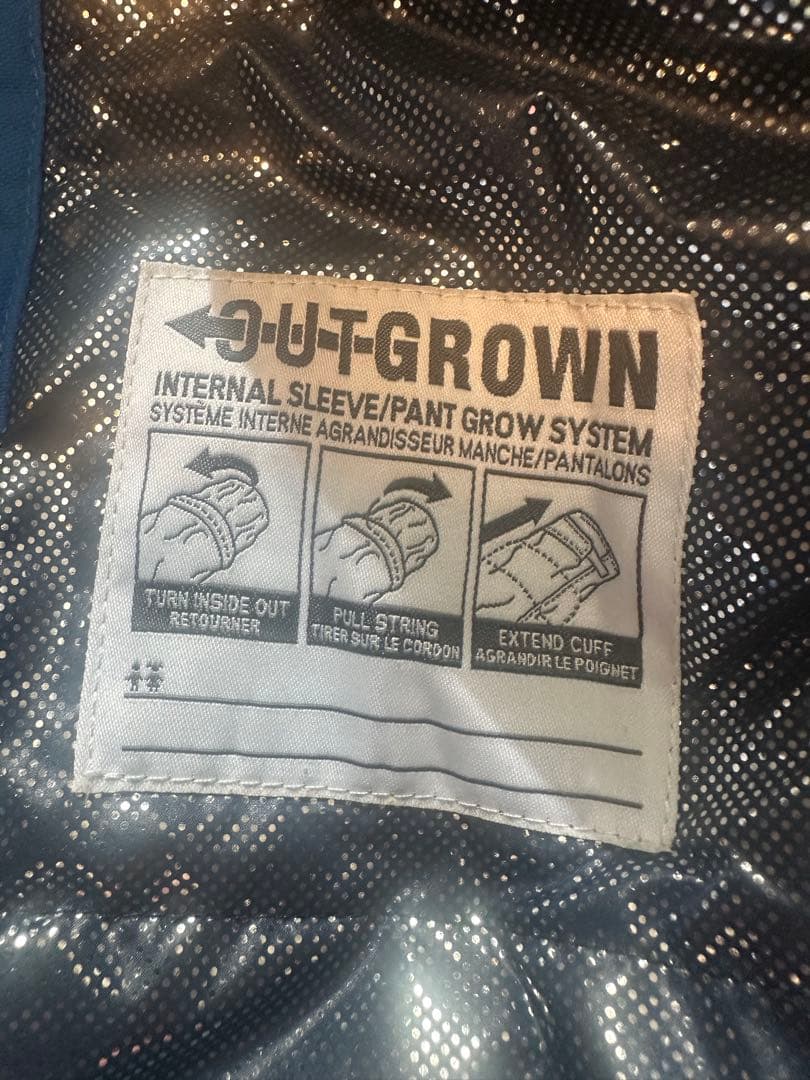 OUTGROWN
INTERNAL SLEEVE/PANT GROW SYSTEM
SYSTÈME INTERNE AGRANDISSEUR MANCHE/PANTALONS
TURN INSIDE OUT
RETOURNER
PULL STRING
TIRER SUR LE CORDON
EXTEND CUFF
AGRANDIR LE POIGNET